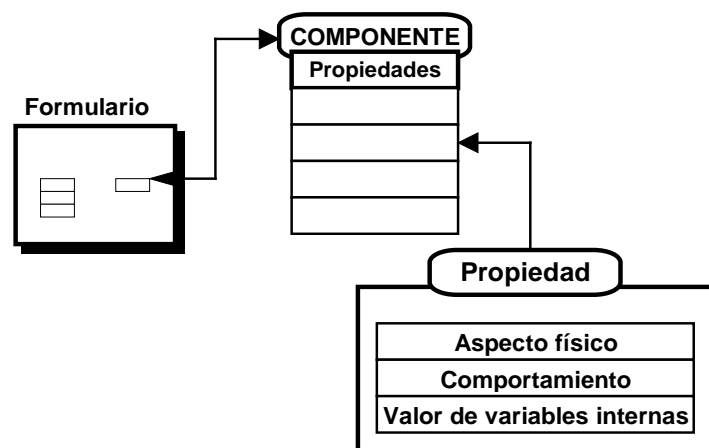 COMPONENTE
Propiedades
Formulario
Propiedad
Aspecto físico
Comportamiento
Valor de variables internas